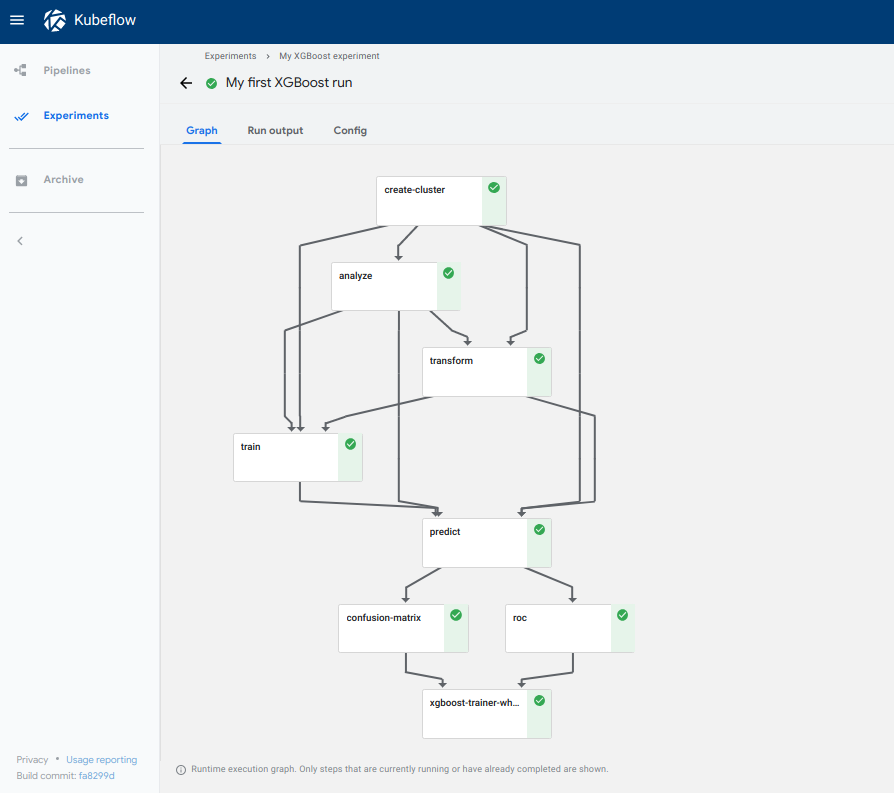 Kubeflow
Pipelines
Experiments
Archive
Experiments > My XGBoost experiment
My first XGBoost run
Graph Run output Config
create-cluster
analyze
transform
train
predict
confusion-matrix
roc
xgboost-trainer-wh...
Runtime execution graph. Only steps that are currently running or have already completed are shown.
Privacy • Usage reporting
Build commit: fa8299d